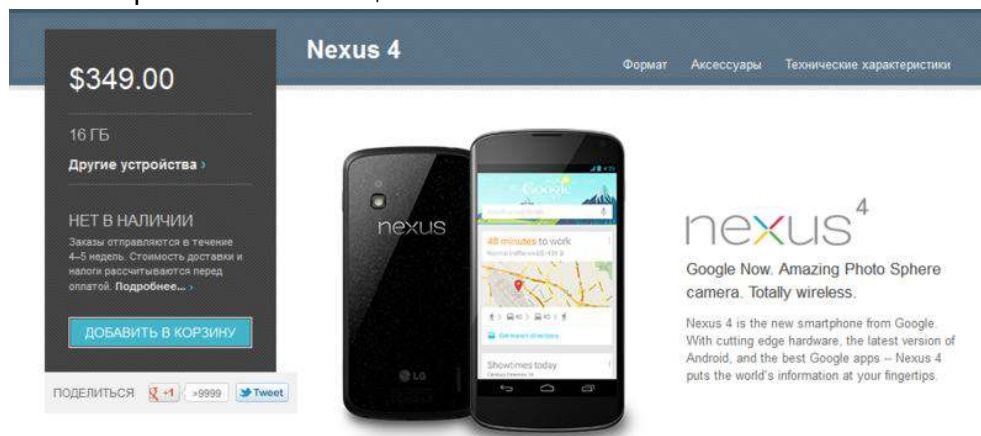 Nexus 4
Формат Аксессуары Технические характеристики
$349.00
16 ГБ
Другие устройства ›
НЕТ В НАЛИЧИИ
Заказы отправляются в течение
4–5 недель. Стоимость доставки и
налоги рассчитываются перед
оплатой. Подробнее... ›
ДОБАВИТЬ В КОРЗИНУ
ПОДЕЛИТЬСЯ +1 >9999 Tweet
nexus
LG
Google
48 minutes to work
Showtimes today
nexus 4
Google Now. Amazing Photo Sphere
camera. Totally wireless.
Nexus 4 is the new smartphone from Google.
With cutting edge hardware, the latest version of
Android, and the best Google apps -- Nexus 4
puts the world's information at your fingertips.